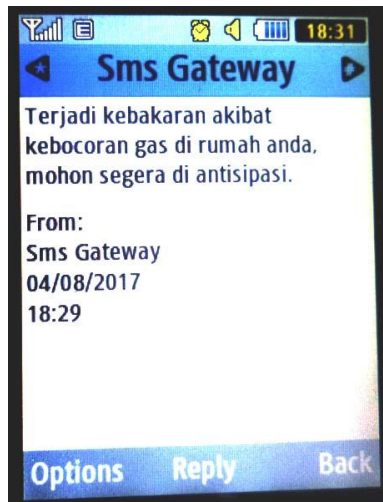 18:31
Sms Gateway
Terjadi kebakaran akibat
kebocoran gas di rumah anda,
mohon segera di antisipasi.
From:
Sms Gateway
04/08/2017
18:29
Options Reply Back